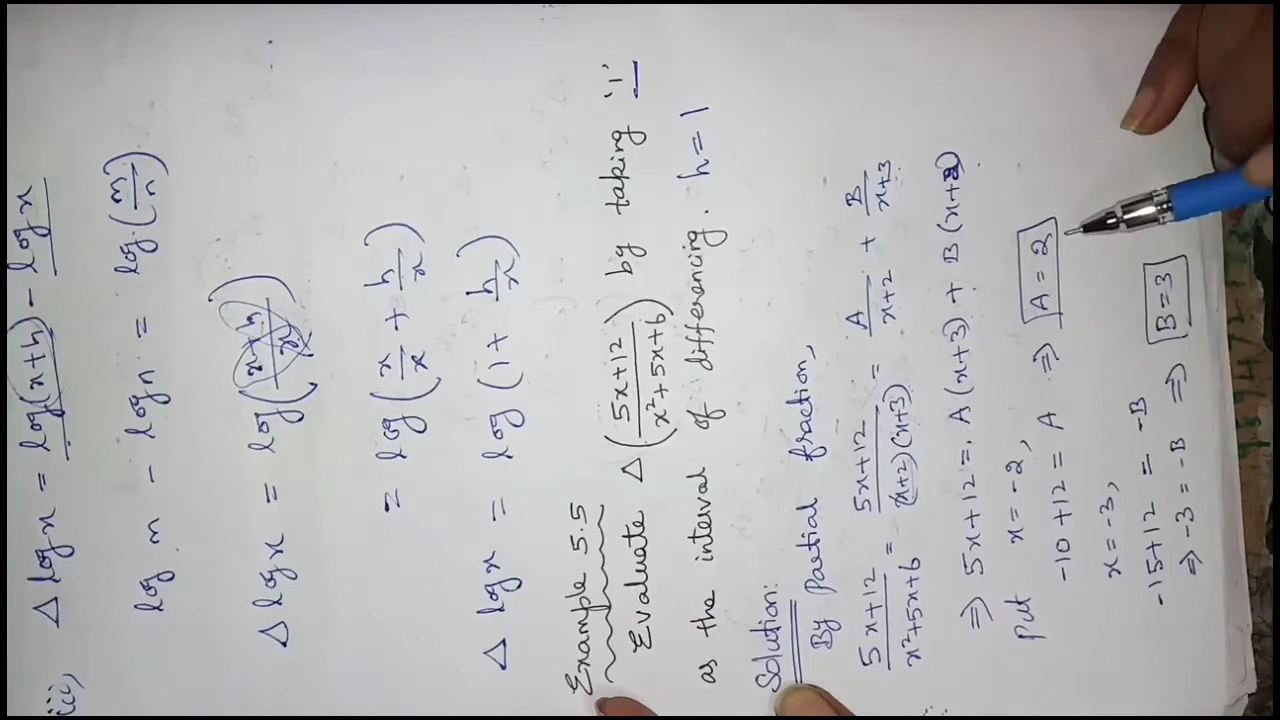 iii, Δ log x = log(x+h) - log x
log m - log n = log (m/n)
Δ log x = log ((x+h)/x)
= log (x/x + h/x)
Δ log x = log (1 + h/x)
Example 5.5
Evaluate Δ ((5x+12)/(x²+5x+6)) by taking '1'
as the interval of differencing. h=1
Solution:
By Partial fraction,
(5x+12)/(x²+5x+6) = (5x+12)/((x+2)(x+3)) = A/(x+2) + B/(x+3)
⇒ 5x+12 = A(x+3) + B(x+2)
Put x=-2,
-10+12 = A ⇒ A=2
x=-3,
-15+12 = -B
⇒ -3=-B ⇒ B=3